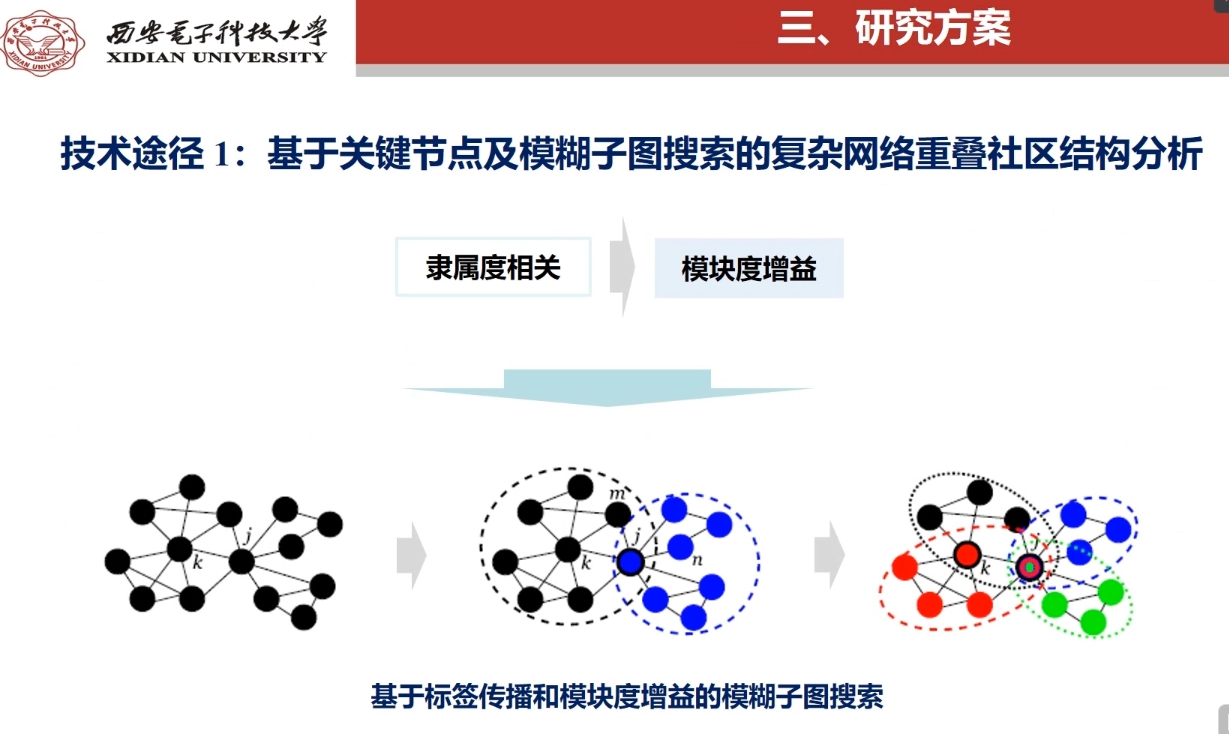 西安电子科技大学
XIDIAN UNIVERSITY
三、研究方案
技术途径 1：基于关键节点及模糊子图搜索的复杂网络重叠社区结构分析
隶属度相关
模块度增益
j
k
m
j
k
n
j
k
基于标签传播和模块度增益的模糊子图搜索